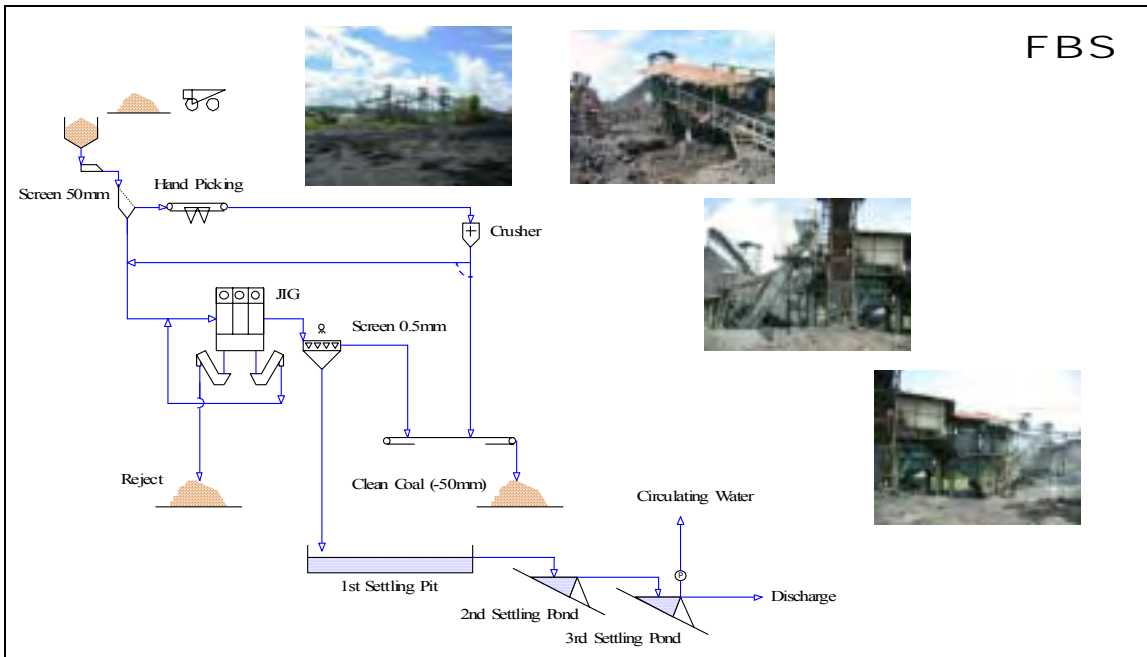 FBS
Hand Picking
Screen 50mm
Crusher
JIG
Screen 0.5mm
Reject
Clean Coal (-50mm)
Circulating Water
1st Settling Pit
Discharge
2nd Settling Pond
3rd Settling Pond
P